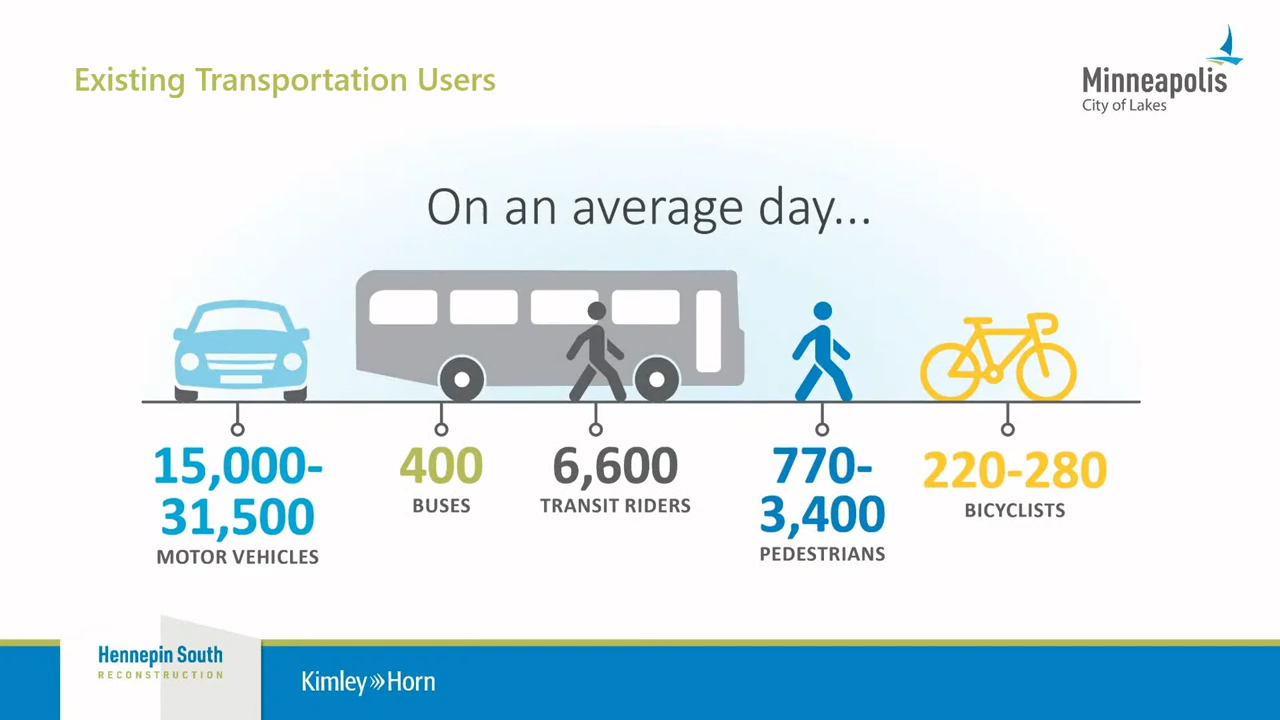 Existing Transportation Users
Minneapolis
City of Lakes
On an average day...
15,000-
31,500
MOTOR VEHICLES
400
BUSES
6,600
TRANSIT RIDERS
770-
3,400
PEDESTRIANS
220-280
BICYCLISTS
Hennepin South
RECONSTRUCTION
Kimley»Horn